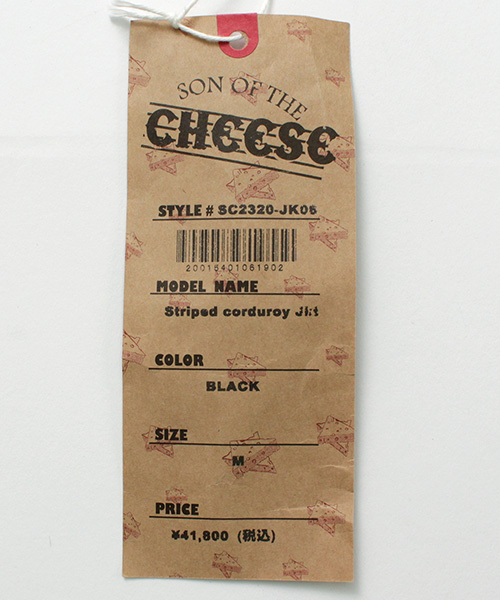 SON OF THE
CHEESE
STYLE # SC2320-JK06
20015401061902
MODEL NAME
Striped corduroy Jkt
COLOR
BLACK
SIZE
M
PRICE
¥41,800 (税込)